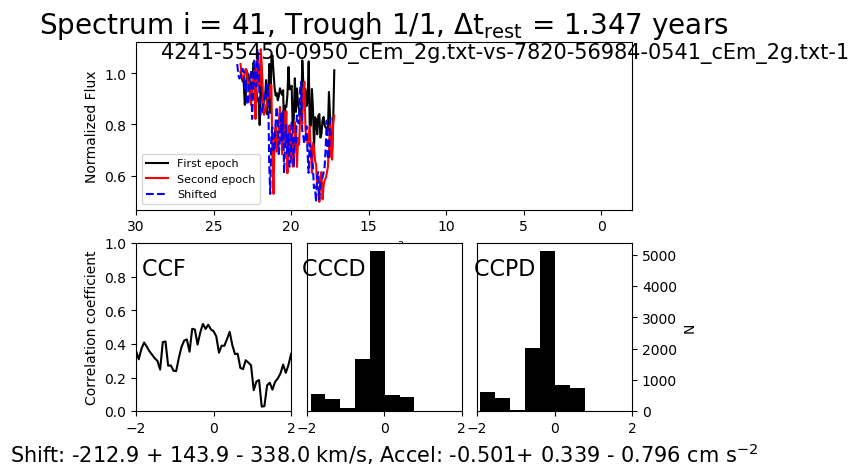 Spectrum i = 41, Trough 1/1, Δt_rest = 1.347 years
4241-55450-0950_cEm_2g.txt-vs-7820-56984-0541_cEm_2g.txt-1
Normalized Flux
1.0
0.8
0.6
First epoch
Second epoch
Shifted
30 25 20 15 10 5 0
Correlation coefficient
1.0
0.8
0.6
0.4
0.2
0.0
CCF
CCCD
CCPD
5000
4000
3000
2000
1000
0
N
−2 0 2
−2 0 2
−2 0 2
Shift: -212.9 + 143.9 - 338.0 km/s, Accel: -0.501+ 0.339 - 0.796 cm s⁻²